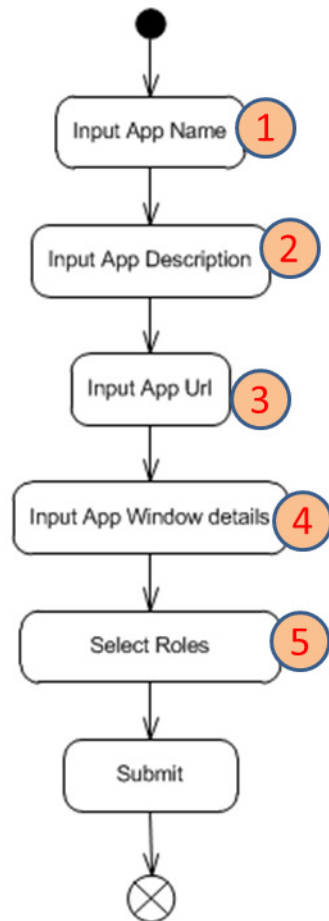 Input App Name
1
Input App Description
2
Input App Url
3
Input App Window details
4
Select Roles
5
Submit